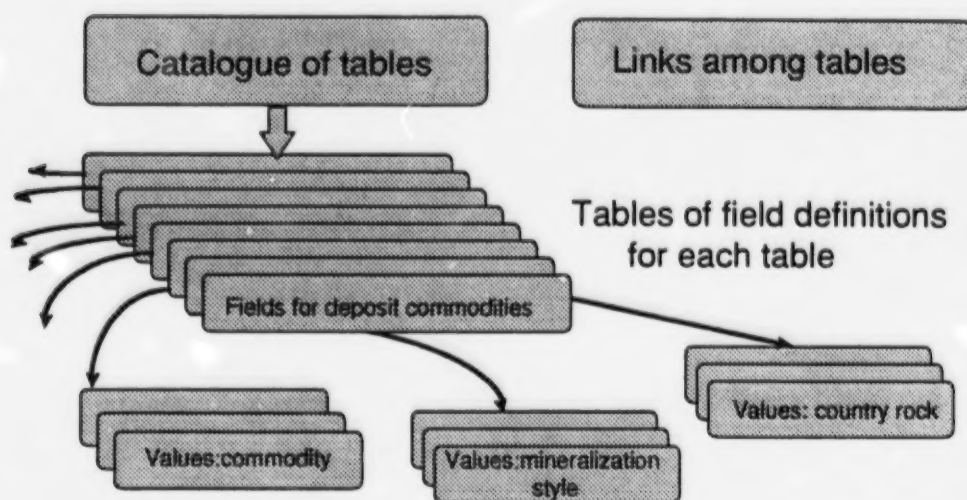 Catalogue of tables
Links among tables
Tables of field definitions
for each table
Fields for deposit commodities
Values: country rock
Values:commodity
Values:mineralization
style